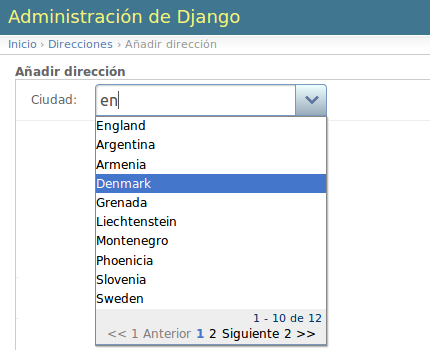 Administración de Django
Inicio › Direcciones › Añadir dirección
Añadir dirección
Ciudad: en
England
Argentina
Armenia
Denmark
Grenada
Liechtenstein
Montenegro
Phoenicia
Slovenia
Sweden
1 - 10 de 12
<< 1 Anterior 1 2 Siguiente 2 >>